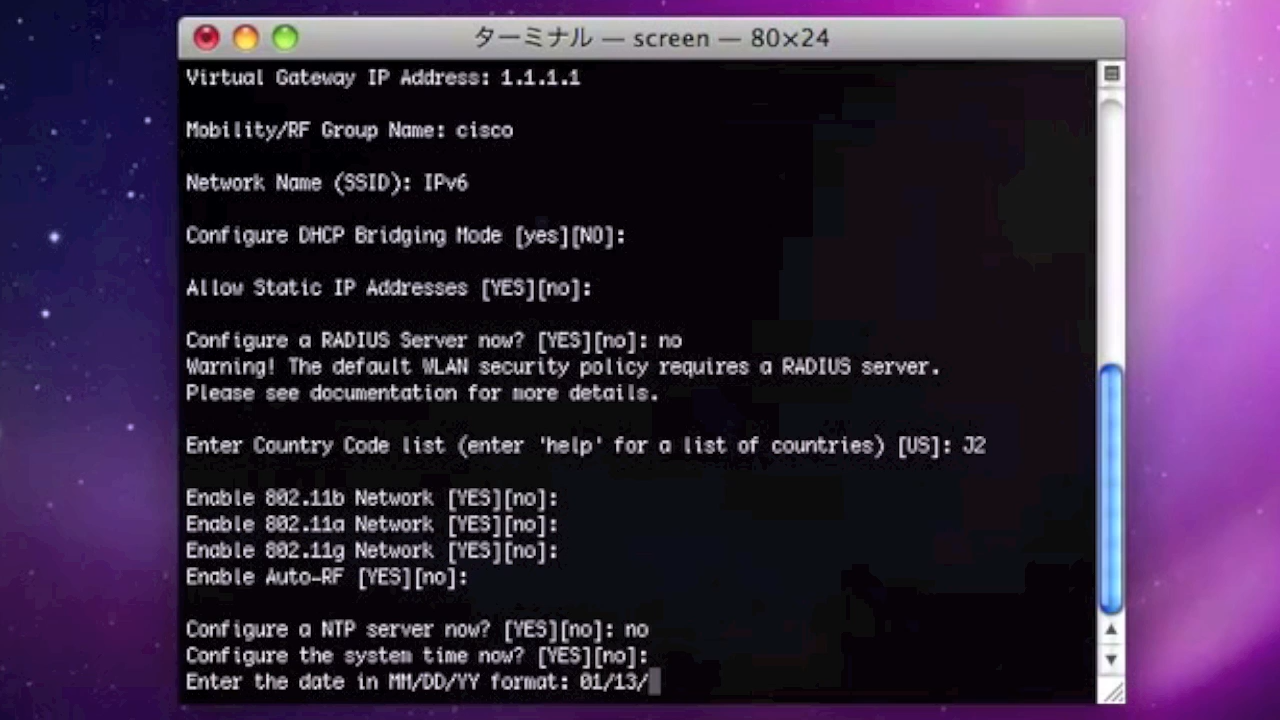 ターミナル — screen — 80×24
Virtual Gateway IP Address: 1.1.1.1
Mobility/RF Group Name: cisco
Network Name (SSID): IPv6
Configure DHCP Bridging Mode [yes][NO]:
Allow Static IP Addresses [YES][no]:
Configure a RADIUS Server now? [YES][no]: no
Warning! The default WLAN security policy requires a RADIUS server.
Please see documentation for more details.
Enter Country Code list (enter 'help' for a list of countries) [US]: J2
Enable 802.11b Network [YES][no]:
Enable 802.11a Network [YES][no]:
Enable 802.11g Network [YES][no]:
Enable Auto-RF [YES][no]:
Configure a NTP server now? [YES][no]: no
Configure the system time now? [YES][no]:
Enter the date in MM/DD/YY format: 01/13/